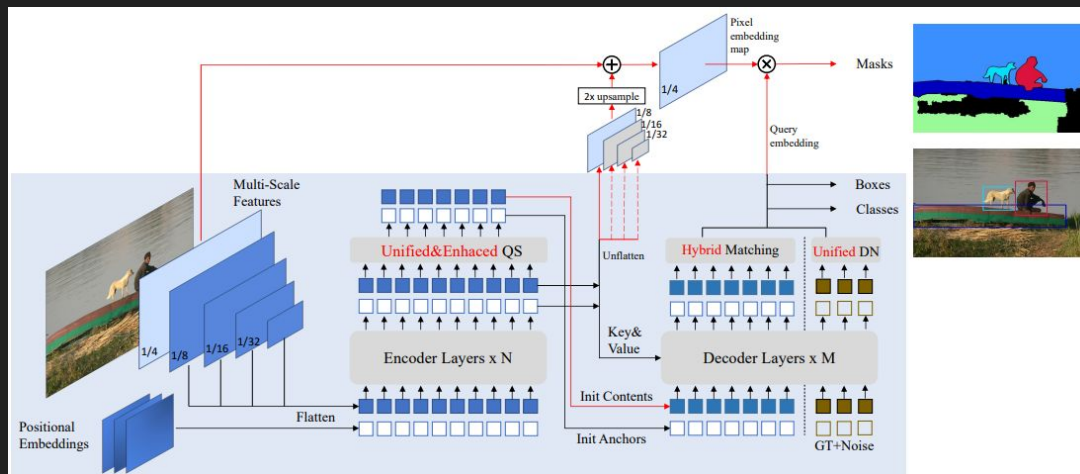 Pixel
embedding
map
1/4
Masks
2x upsample
1/8
1/16
1/32
Query
embedding
Boxes
Classes
Multi-Scale
Features
1/4
1/8
1/16
1/32
Unified&Enhaced QS
Unflatten
Hybrid Matching
Unified DN
Encoder Layers x N
Key&
Value
Decoder Layers x M
Flatten
Init Contents
Positional
Embeddings
Init Anchors
GT+Noise